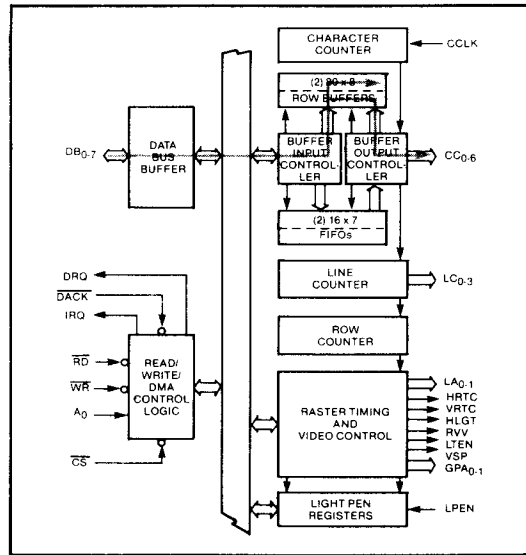 CHARACTER
COUNTER
CCLK
(2) 80 x 8
ROW BUFFERS
DATA
BUS
BUFFER
DB0-7
BUFFER
INPUT
CONTROL-
LER
BUFFER
OUTPUT
CONTROL-
LER
CC0-6
(2) 16 x 7
FIFOs
DRQ
DACK
IRQ
RD
WR
A0
CS
READ/
WRITE/
DMA CONTROL
LOGIC
LINE
COUNTER
LC0-3
ROW
COUNTER
RASTER TIMING
AND
VIDEO CONTROL
LA0-1
HRTC
VRTC
HLGT
RVV
LTEN
VSP
GPA0-1
LIGHT PEN
REGISTERS
LPEN